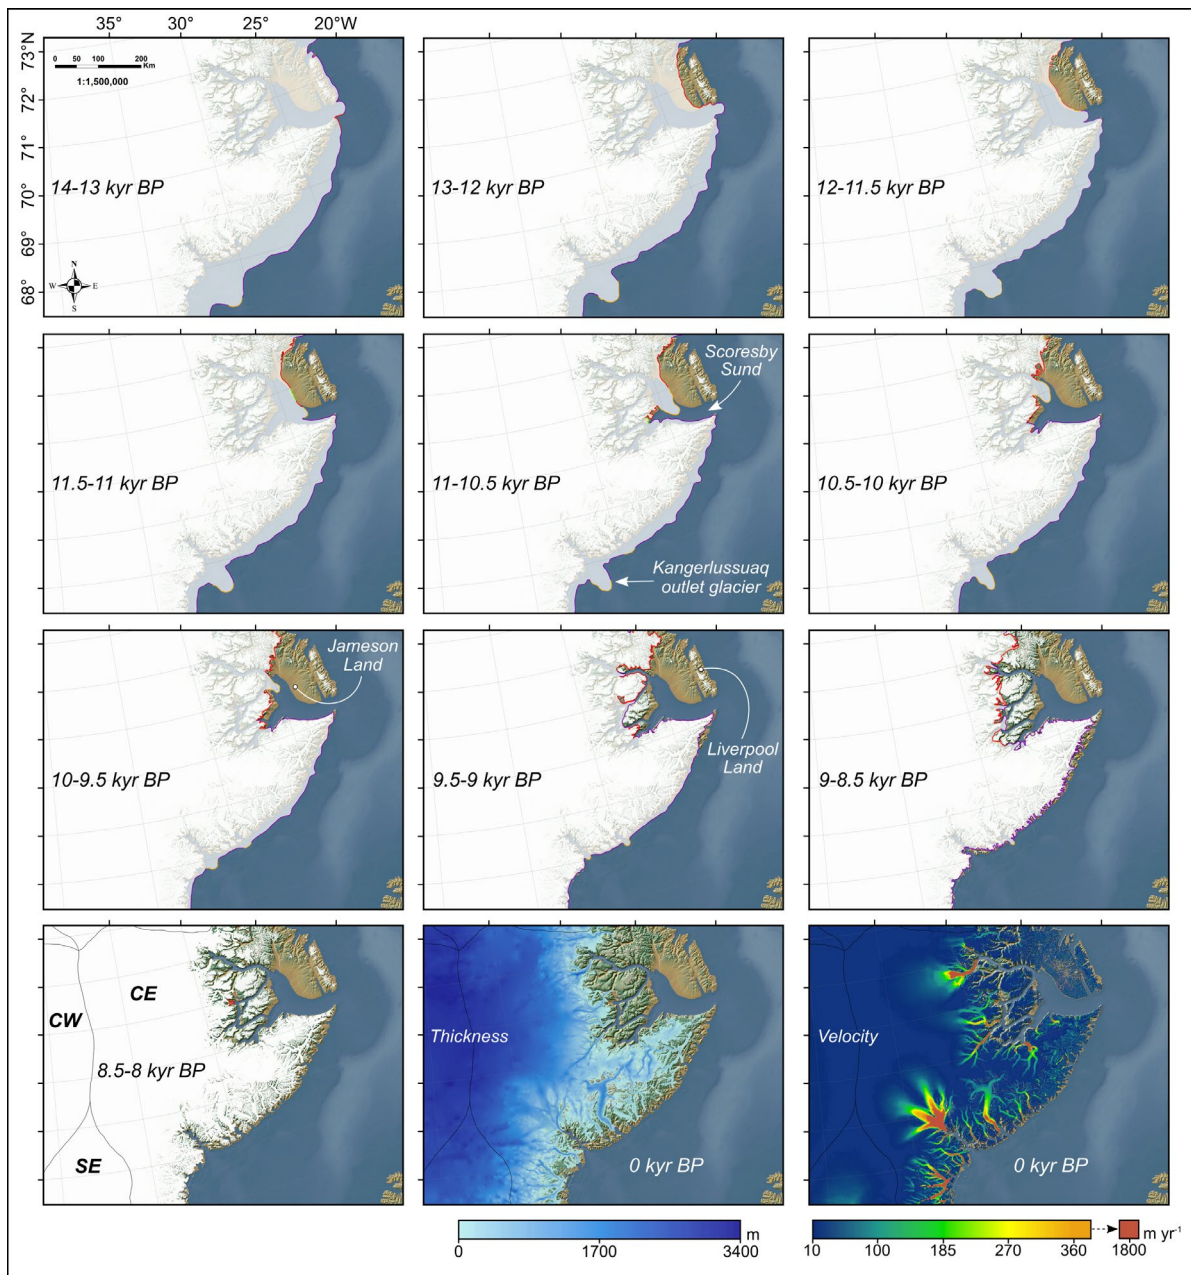 35° 30° 25° 20°W
73°N
72°
71°
70°
69°
68°
0 50 100 200
Km
1:1,500,000
N
W E
S
14-13 kyr BP
13-12 kyr BP
12-11.5 kyr BP
11.5-11 kyr BP
Scoresby
Sund
11-10.5 kyr BP
Kangerlussuaq
outlet glacier
10.5-10 kyr BP
Jameson
Land
10-9.5 kyr BP
9.5-9 kyr BP
Liverpool
Land
9-8.5 kyr BP
CE
CW
8.5-8 kyr BP
SE
Thickness
0 kyr BP
Velocity
0 kyr BP
m
0 1700 3400
m yr⁻¹
10 100 185 270 360 1800